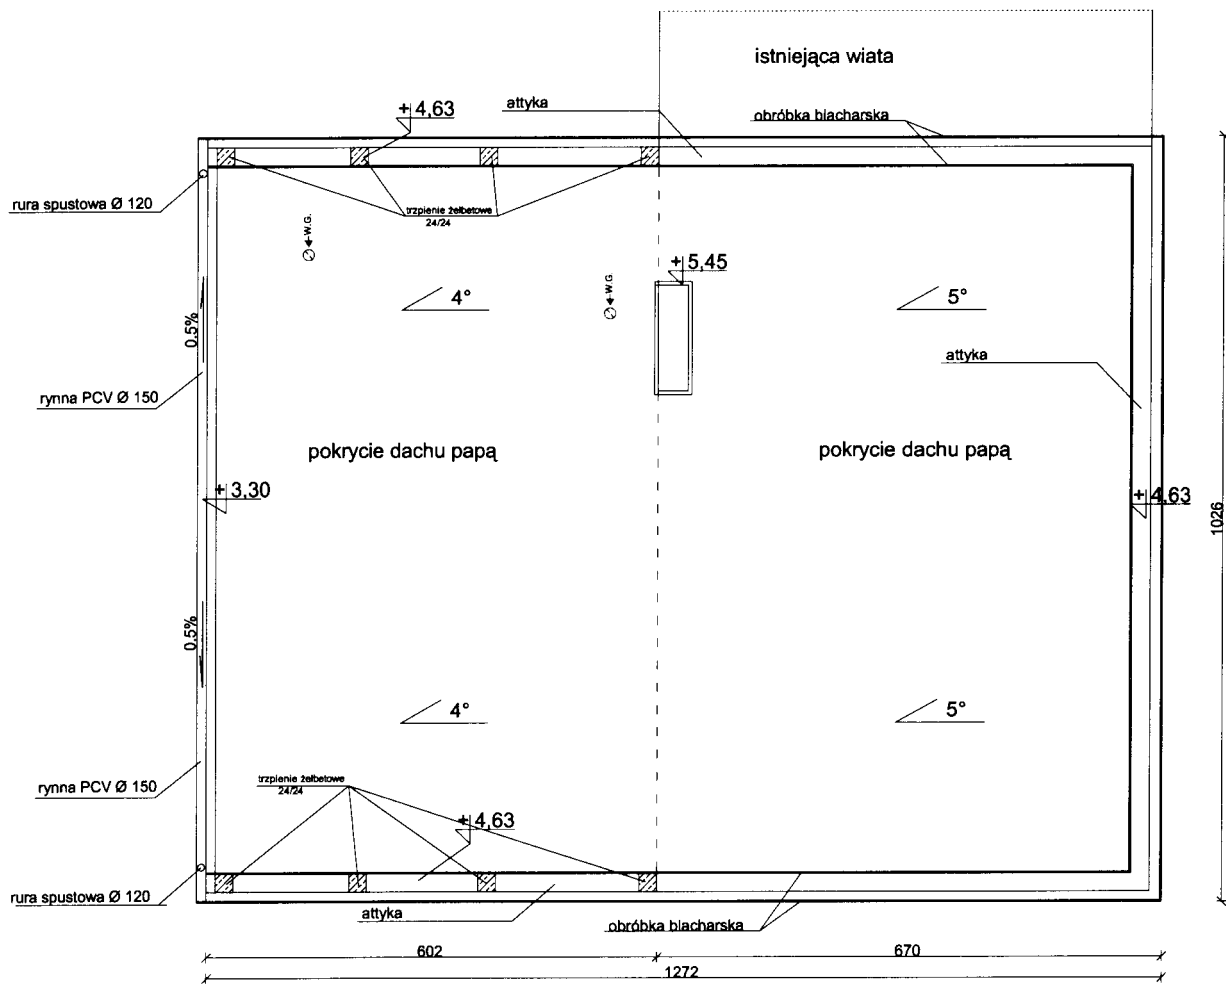 istniejąca wiata
attyka
+4,63
obróbka blacharska
rura spustowa Ø 120
trzpienie żelbetowe
24/24
W.G.
+5,45
W.G.
4°
5°
0.5%
attyka
rynna PCV Ø 150
pokrycie dachu papą
pokrycie dachu papą
+3,30
+4,63
1026
0.5%
4°
5°
rynna PCV Ø 150
trzpienie żelbetowe
24/24
+4,63
rura spustowa Ø 120
attyka
obróbka blacharska
602
670
1272